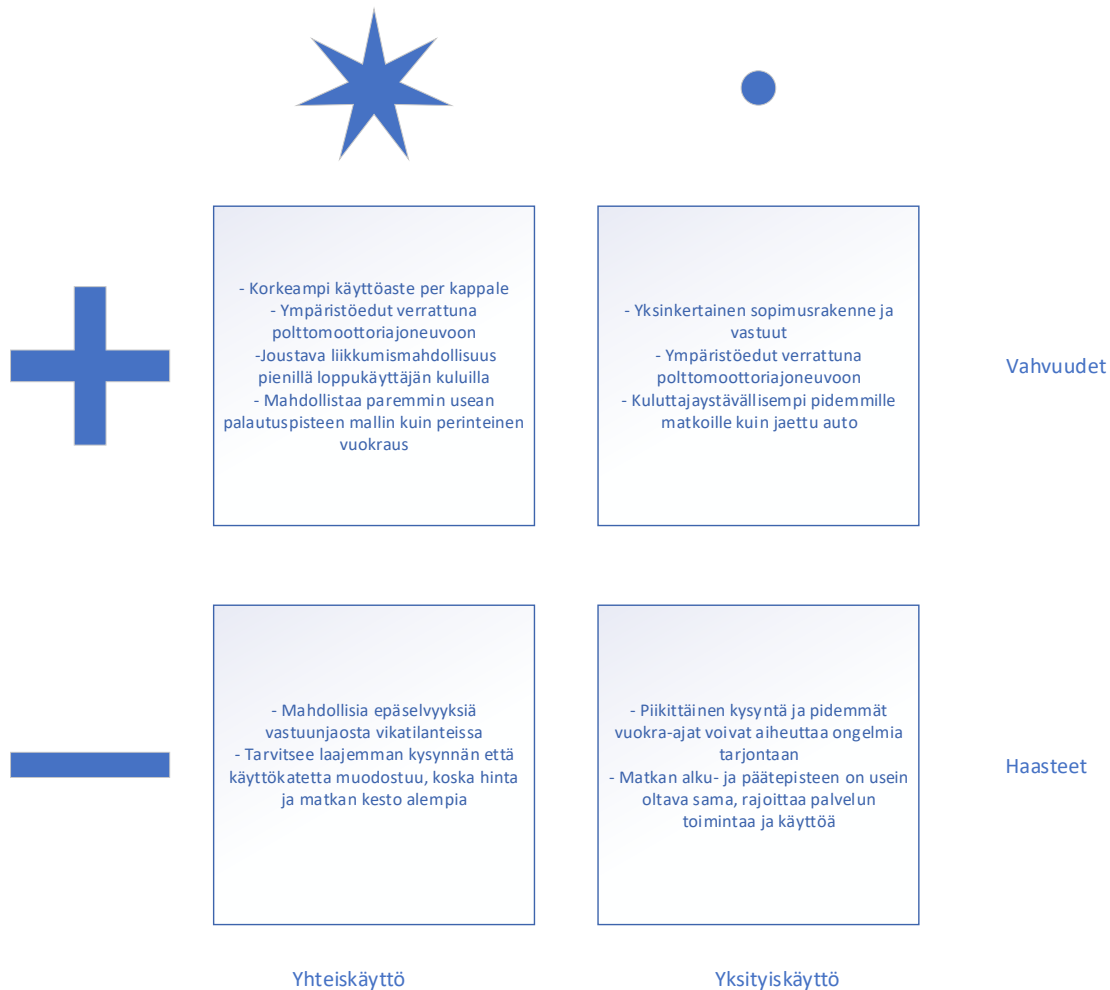 - Korkeampi käyttöaste per kappale
- Ympäristöedut verrattuna
polttomoottoriajoneuvoon
-Joustava liikkumismahdollisuus
pienillä loppukäyttäjän kuluilla
- Mahdollistaa paremmin usean
palautuspisteen mallin kuin perinteinen
vuokraus
- Yksinkertainen sopimusrakenne ja
vastuut
- Ympäristöedut verrattuna
polttomoottoriajoneuvoon
- Kuluttajaystävällisempi pidemmille
matkoille kuin jaettu auto
Vahvuudet
- Mahdollisia epäselvyyksiä
vastuunjaosta vikatilanteissa
- Tarvitsee laajemman kysynnän että
käyttökatetta muodostuu, koska hinta
ja matkan kesto alempia
- Piikittäinen kysyntä ja pidemmät
vuokra-ajat voivat aiheuttaa ongelmia
tarjontaan
- Matkan alku- ja päätepisteen on usein
oltava sama, rajoittaa palvelun
toimintaa ja käyttöä
Haasteet
Yhteiskäyttö
Yksityiskäyttö